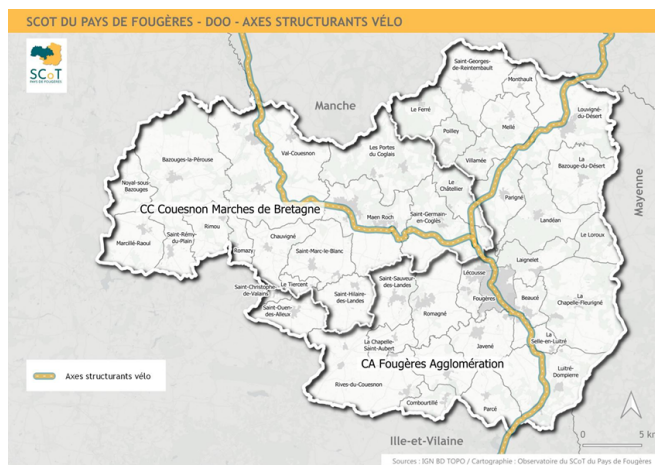 SCOT DU PAYS DE FOUGÈRES - DOO - AXES STRUCTURANTS VÉLO
SCoT
PAYS DE FOUGÈRES
Manche
Mayenne
Ille-et-Vilaine
CC Couesnon Marches de Bretagne
CA Fougères Agglomération
Saint-Georges-
de-Reintembault
Monthault
Louvigné-
du-Désert
Le Ferré
Poilley
Mellé
Villamée
La
Bazouge-du-Désert
Val-Couesnon
Les Portes
du Coglais
Bazouges-la-Pérouse
Noyal-sous-
Bazouges
Le
Châtellier
Parigné
Landéan
Le Loroux
Maen Roch
Saint-Germain-
en-Coglès
Rimou
Saint-Rémy-
du-Plain
Marcillé-Raoul
Chauvigné
Romazy
Saint-Marc-le-Blanc
Laignelet
Lécousse
Fougères
Beaucé
La
Chapelle-Fleurigné
Saint-Sauveur-
des-Landes
Le Tiercent
Saint-Christophe-
de-Valains
Saint-Hilaire-
des-Landes
Saint-Ouen-
des-Alleux
Romagné
La
Selle-en-Luitré
Javené
La Chapelle-
Saint-Aubert
Luitré-
Dompierre
Rives-du-Couesnon
Combourtillé
Parcé
Axes structurants vélo
0 5 km
Sources : IGN BD TOPO / Cartographie : Observatoire du SCoT du Pays de Fougères